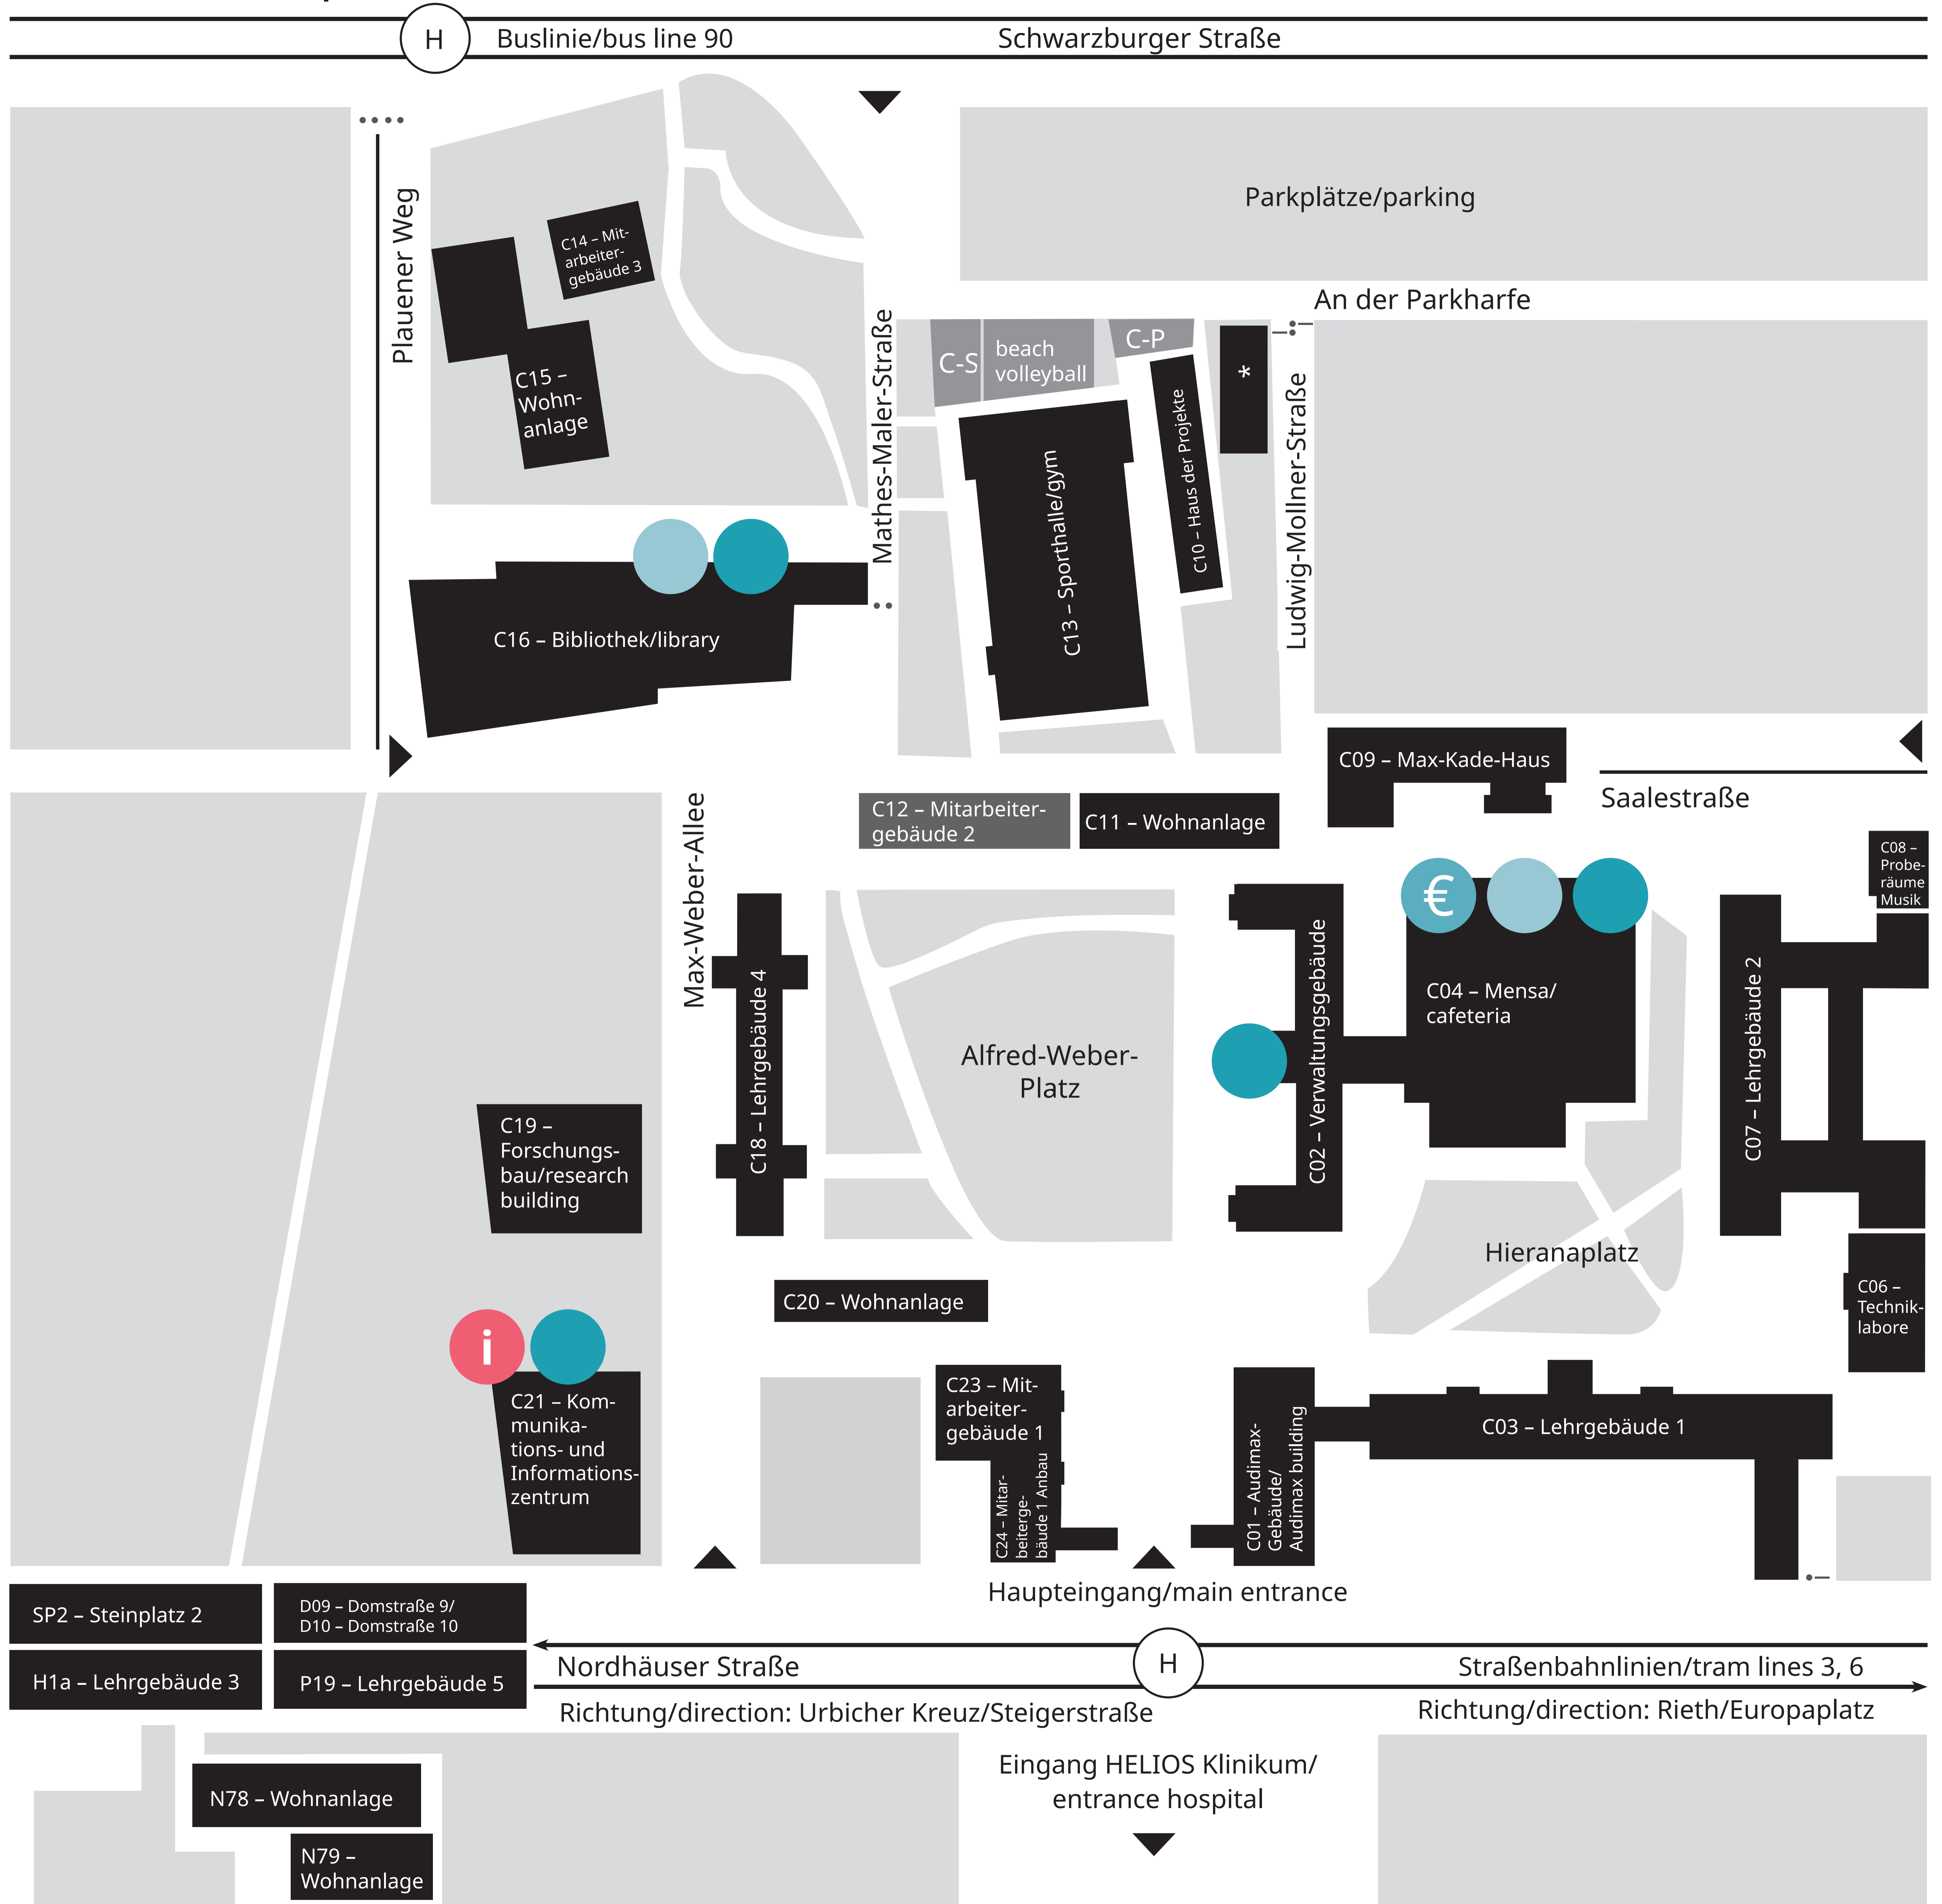 H
Buslinie/bus line 90
Schwarzburger Straße
Parkplätze/parking
Plauener Weg
C14 – Mit-
arbeiter-
gebäude 3
An der Parkharfe
C15 –
Wohn-
anlage
Mathes-Maler-Straße
C-S
beach
volleyball
C-P
*
C10 – Haus der Projekte
C13 – Sporthalle/gym
Ludwig-Mollner-Straße
C16 – Bibliothek/library
C09 – Max-Kade-Haus
Saalestraße
Max-Weber-Allee
C12 – Mitarbeiter-
gebäude 2
C11 – Wohnanlage
C08 –
Probe-
räume
Musik
€
C18 – Lehrgebäude 4
Alfred-Weber-
Platz
C02 – Verwaltungsgebäude
C04 – Mensa/
cafeteria
C07 – Lehrgebäude 2
C19 –
Forschungs-
bau/research
building
Hieranaplatz
C06 –
Technik-
labore
C20 – Wohnanlage
i
C21 – Kom-
munika-
tions- und
Informations-
zentrum
C23 – Mit-
arbeiter-
gebäude 1
C24 – Mitar-
beiterge-
bäude 1 Anbau
C01 – Audimax-
Gebäude/
Audimax building
C03 – Lehrgebäude 1
Haupteingang/main entrance
SP2 – Steinplatz 2
D09 – Domstraße 9/
D10 – Domstraße 10
H1a – Lehrgebäude 3
P19 – Lehrgebäude 5
Nordhäuser Straße
H
Straßenbahnlinien/tram lines 3, 6
Richtung/direction: Urbicher Kreuz/Steigerstraße
Richtung/direction: Rieth/Europaplatz
Eingang HELIOS Klinikum/
entrance hospital
N78 – Wohnanlage
N79 –
Wohnanlage